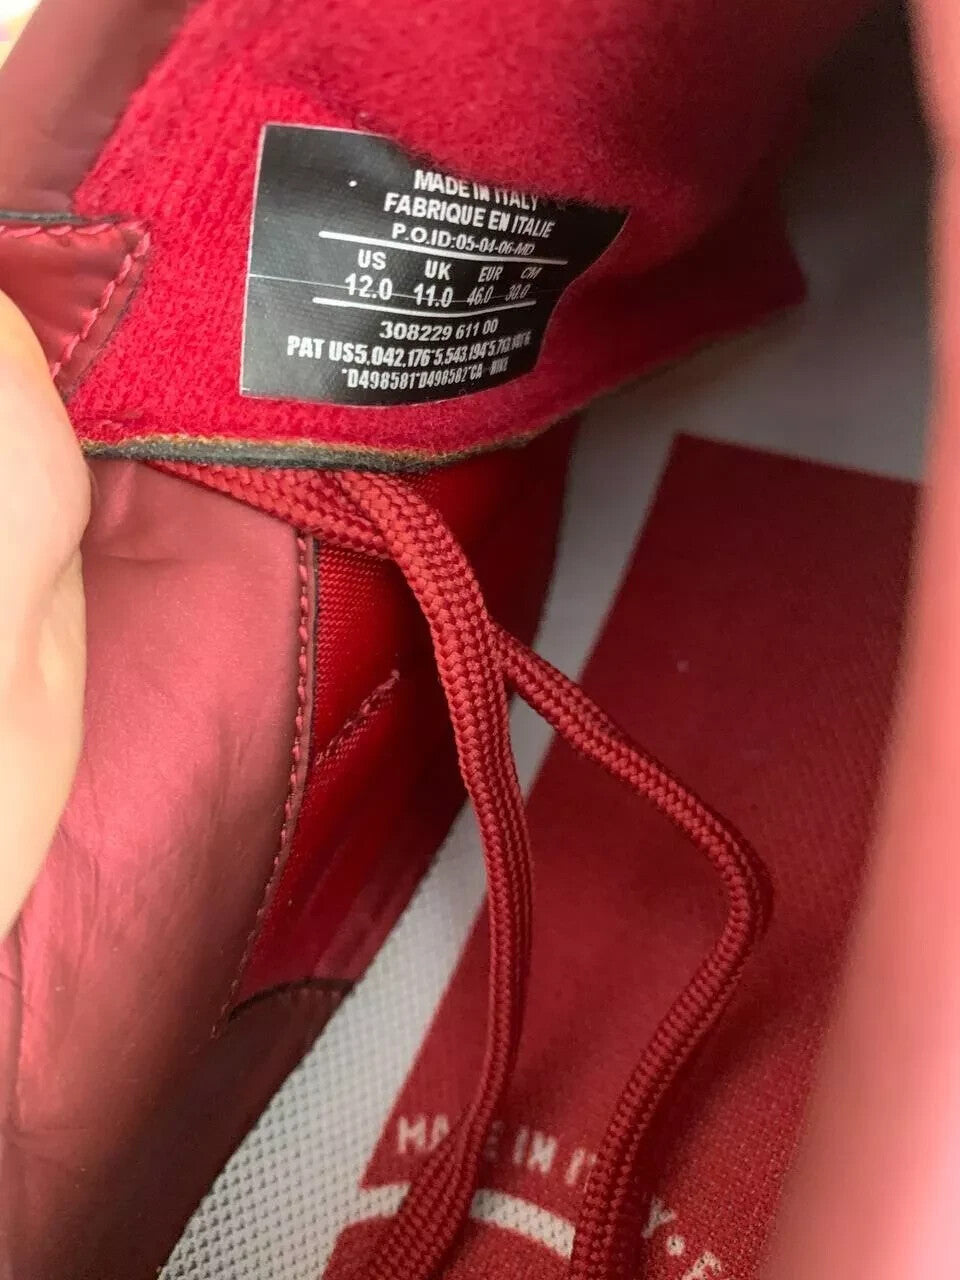 MADE IN ITALY
FABRIQUE EN ITALIE
P.O.ID:05-04-06-MD
US UK EUR CM
12.0 11.0 46.0 30.0
308229 611 00
PAT US5,042,176*5,543,194*5,713,
*D498581*D498582*CA NIKE
MADE IN